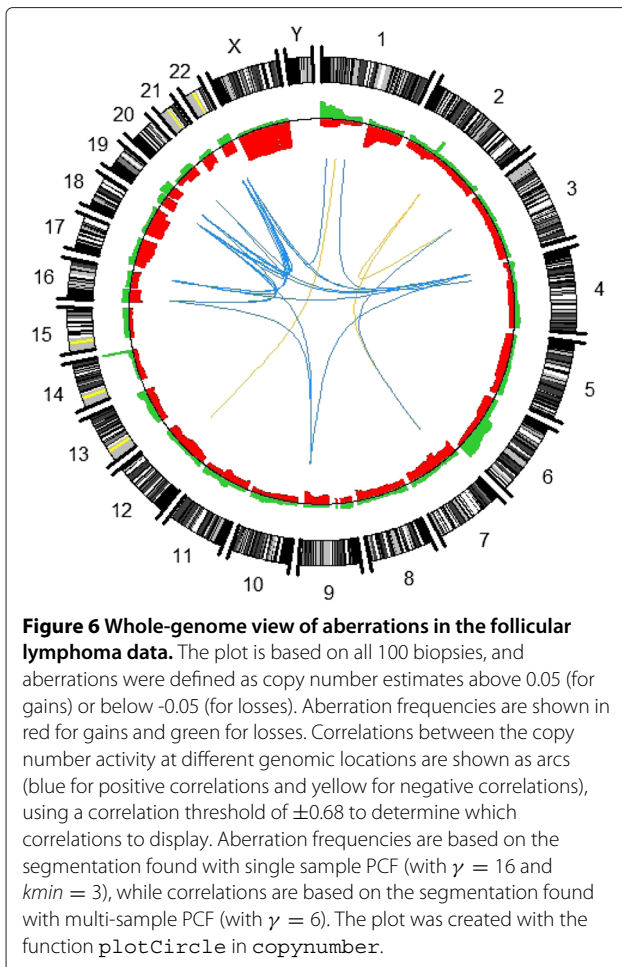 X
Y
1
2
3
4
5
6
7
8
9
10
11
12
13
14
15
16
17
18
19
20
21
22
Figure 6 Whole-genome view of aberrations in the follicular
lymphoma data. The plot is based on all 100 biopsies, and
aberrations were defined as copy number estimates above 0.05 (for
gains) or below -0.05 (for losses). Aberration frequencies are shown in
red for gains and green for losses. Correlations between the copy
number activity at different genomic locations are shown as arcs
(blue for positive correlations and yellow for negative correlations),
using a correlation threshold of ±0.68 to determine which
correlations to display. Aberration frequencies are based on the
segmentation found with single sample PCF (with γ = 16 and
kmin = 3), while correlations are based on the segmentation found
with multi-sample PCF (with γ = 6). The plot was created with the
function plotCircle in copynumber.